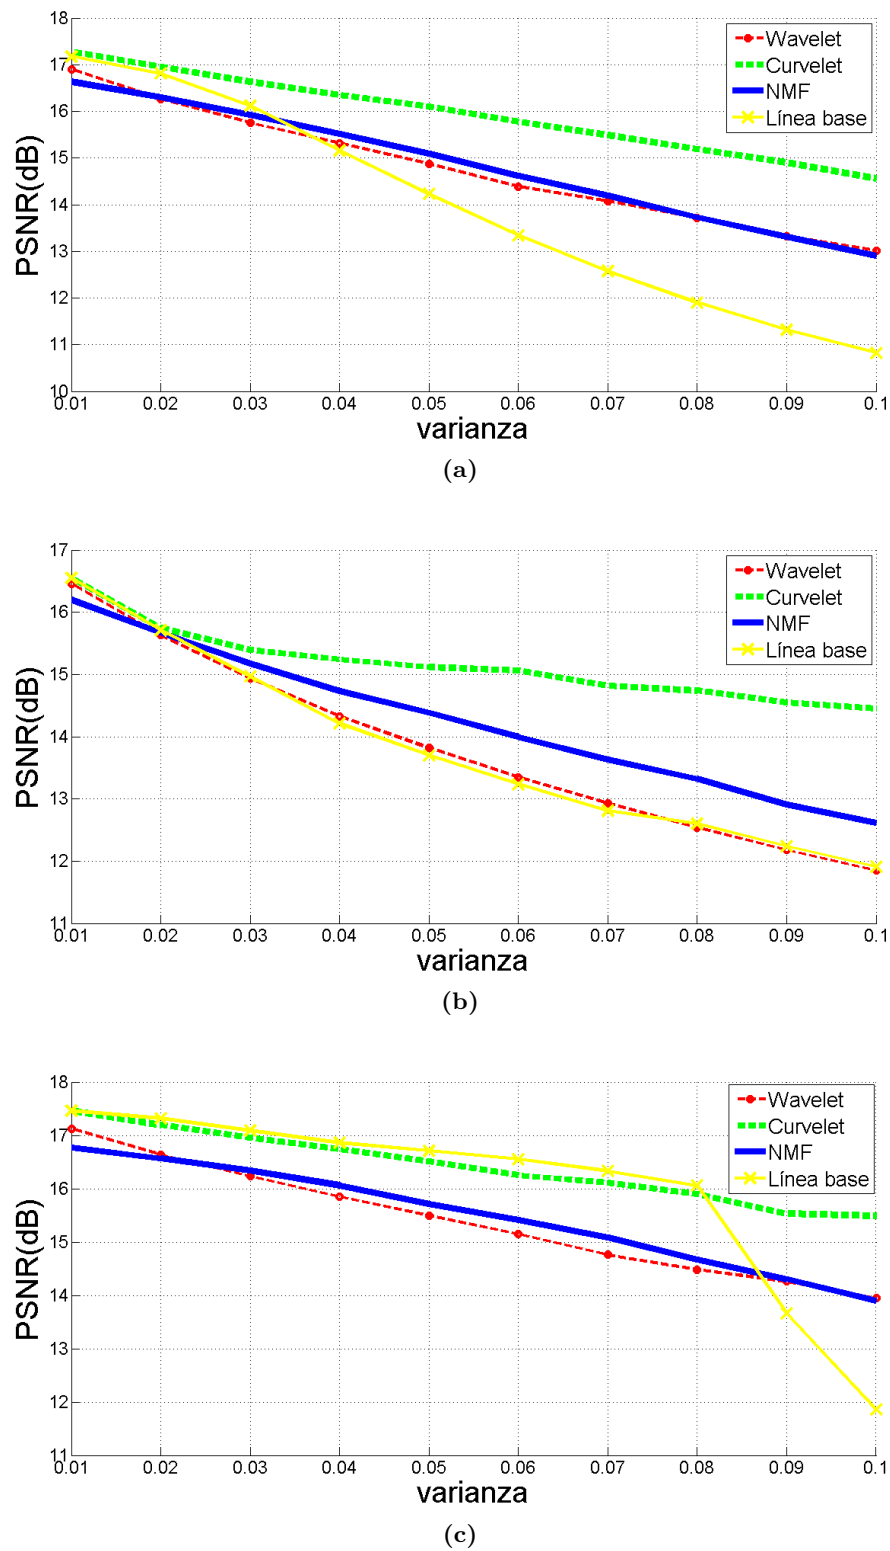 18
17
16
15
14
13
12
11
10
PSNR(dB)
Wavelet
Curvelet
NMF
Línea base
0.01 0.02 0.03 0.04 0.05 0.06 0.07 0.08 0.09 0.1
varianza
(a)
17
16
15
14
13
12
11
PSNR(dB)
Wavelet
Curvelet
NMF
Línea base
0.01 0.02 0.03 0.04 0.05 0.06 0.07 0.08 0.09 0.1
varianza
(b)
18
17
16
15
14
13
12
11
PSNR(dB)
Wavelet
Curvelet
NMF
Línea base
0.01 0.02 0.03 0.04 0.05 0.06 0.07 0.08 0.09 0.1
varianza
(c)